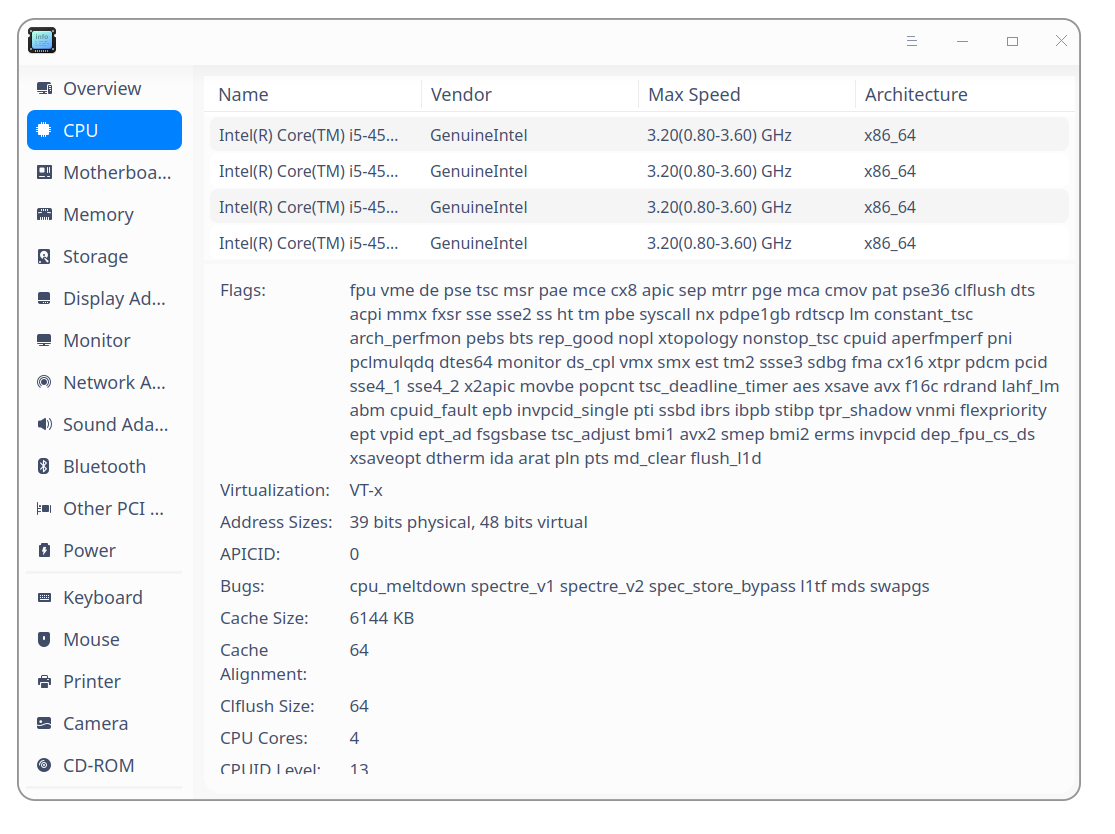 info
Overview
CPU
Motherboa...
Memory
Storage
Display Ad...
Monitor
Network A...
Sound Ada...
Bluetooth
Other PCI ...
Power
Keyboard
Mouse
Printer
Camera
CD-ROM
Name Vendor Max Speed Architecture
Intel(R) Core(TM) i5-45... GenuineIntel 3.20(0.80-3.60) GHz x86_64
Intel(R) Core(TM) i5-45... GenuineIntel 3.20(0.80-3.60) GHz x86_64
Intel(R) Core(TM) i5-45... GenuineIntel 3.20(0.80-3.60) GHz x86_64
Intel(R) Core(TM) i5-45... GenuineIntel 3.20(0.80-3.60) GHz x86_64
Flags: fpu vme de pse tsc msr pae mce cx8 apic sep mtrr pge mca cmov pat pse36 clflush dts
acpi mmx fxsr sse sse2 ss ht tm pbe syscall nx pdpe1gb rdtscp lm constant_tsc
arch_perfmon pebs bts rep_good nopl xtopology nonstop_tsc cpuid aperfmperf pni
pclmulqdq dtes64 monitor ds_cpl vmx smx est tm2 ssse3 sdbg fma cx16 xtpr pdcm pcid
sse4_1 sse4_2 x2apic movbe popcnt tsc_deadline_timer aes xsave avx f16c rdrand lahf_lm
abm cpuid_fault epb invpcid_single pti ssbd ibrs ibpb stibp tpr_shadow vnmi flexpriority
ept vpid ept_ad fsgsbase tsc_adjust bmi1 avx2 smep bmi2 erms invpcid dep_fpu_cs_ds
xsaveopt dtherm ida arat pln pts md_clear flush_l1d
Virtualization: VT-x
Address Sizes: 39 bits physical, 48 bits virtual
APICID: 0
Bugs: cpu_meltdown spectre_v1 spectre_v2 spec_store_bypass l1tf mds swapgs
Cache Size: 6144 KB
Cache 64
Alignment:
Clflush Size: 64
CPU Cores: 4
CPUID Level: 13